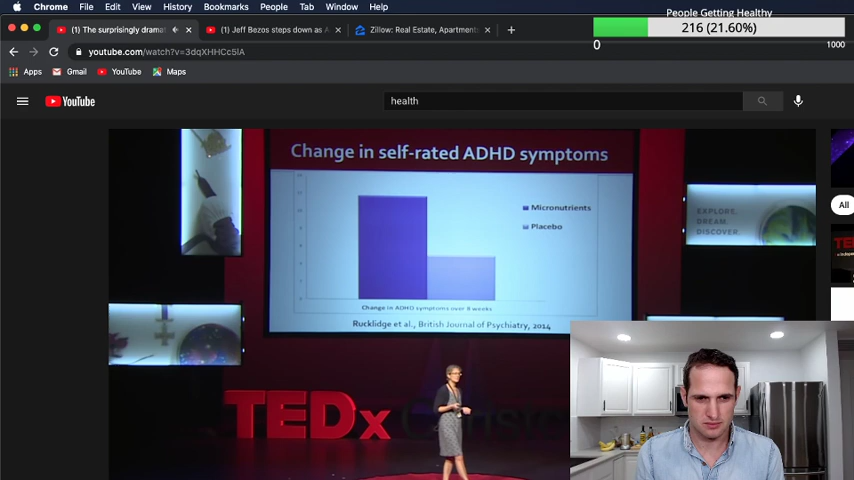 Chrome File Edit View History Bookmarks People Tab Window Help
People Getting Healthy
216 (21.60%)
0 1000
(1) The surprisingly dramat
(1) Jeff Bezos steps down as A
Zillow: Real Estate, Apartment
youtube.com/watch?v=3dqXHHCc5lA
Apps Gmail YouTube Maps
YouTube
health
Change in self-rated ADHD symptoms
Micronutrients
Placebo
Change in ADHD symptoms over 8 weeks
Rucklidge et al., British Journal of Psychiatry, 2014
EXPLORE.
DREAM.
DISCOVER.
All
TEDx